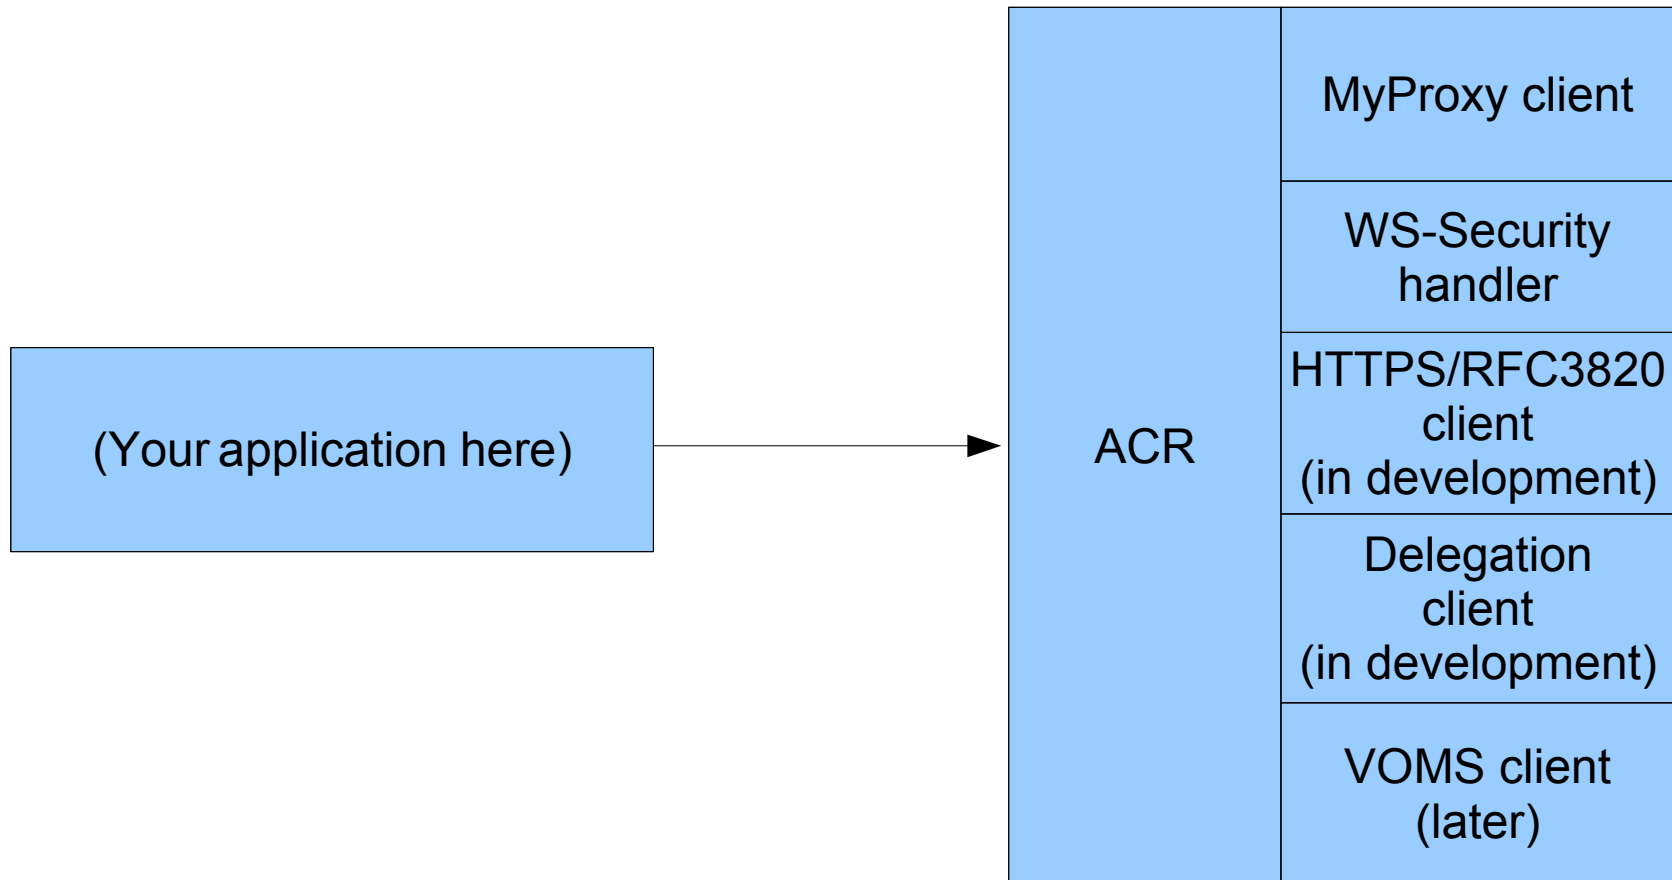 (Your application here)
ACR
MyProxy client
WS-Security
handler
HTTPS/RFC3820
client
(in development)
Delegation
client
(in development)
VOMS client
(later)